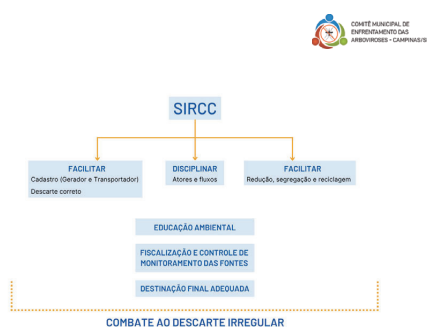 COMITÊ MUNICIPAL DE
ENFRENTAMENTO DAS
ARBOVIROSES - CAMPINAS/S
SIRCC
FACILITAR
Cadastro (Gerador e Transportador)
Descarte correto
DISCIPLINAR
Atores e fluxos
FACILITAR
Redução, segregação e reciclagem
EDUCAÇÃO AMBIENTAL
FISCALIZAÇÃO E CONTROLE DE
MONITORAMENTO DAS FONTES
DESTINAÇÃO FINAL ADEQUADA
COMBATE AO DESCARTE IRREGULAR